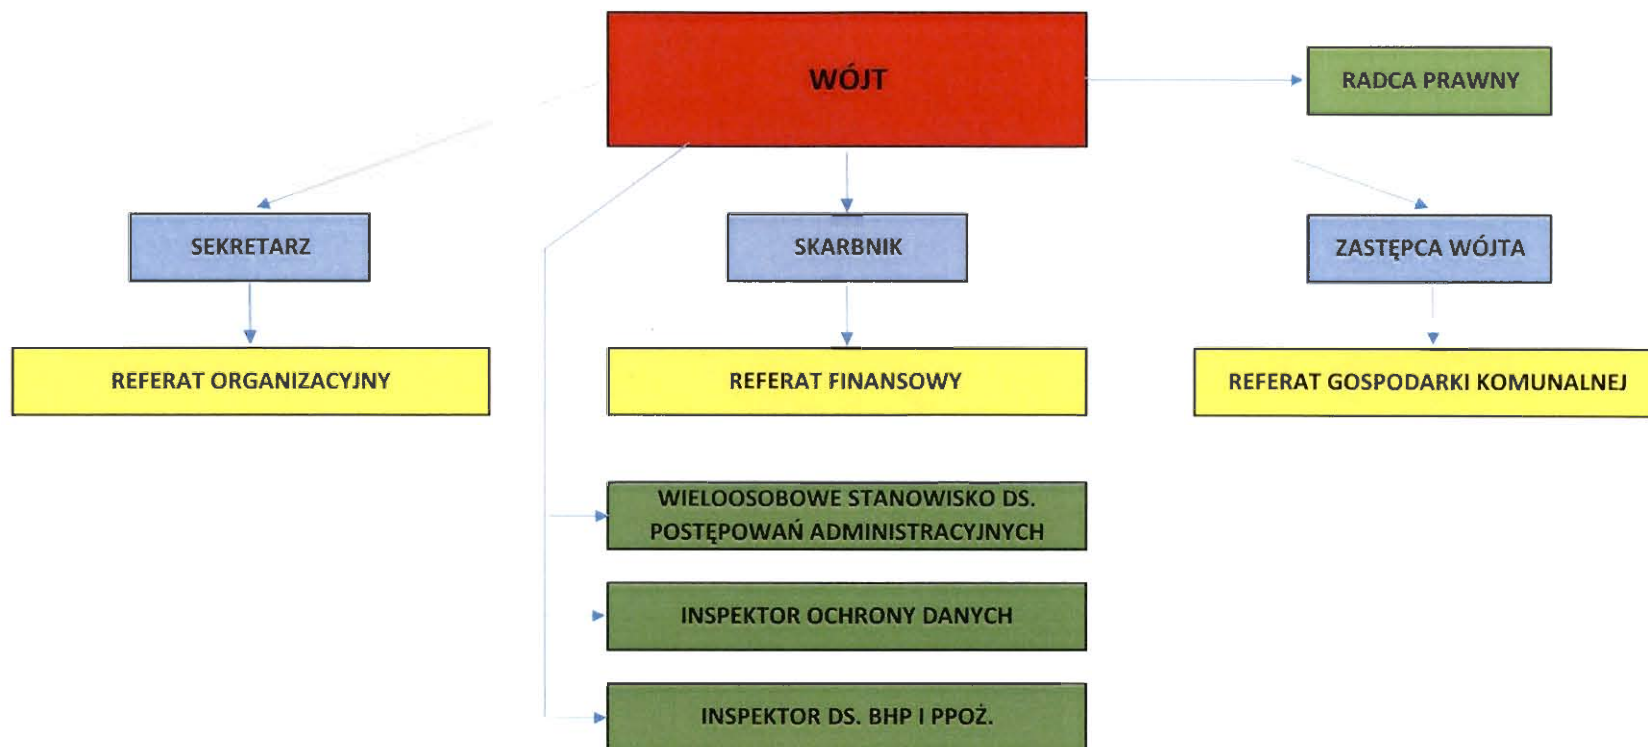 WÓJT
RADCA PRAWNY
SEKRETARZ
SKARBNIK
ZASTĘPCA WÓJTA
REFERAT ORGANIZACYJNY
REFERAT FINANSOWY
REFERAT GOSPODARKI KOMUNALNEJ
WIELOOSOBOWE STANOWISKO DS.
POSTĘPOWAŃ ADMINISTRACYJNYCH
INSPEKTOR OCHRONY DANYCH
INSPEKTOR DS. BHP I PPOŻ.